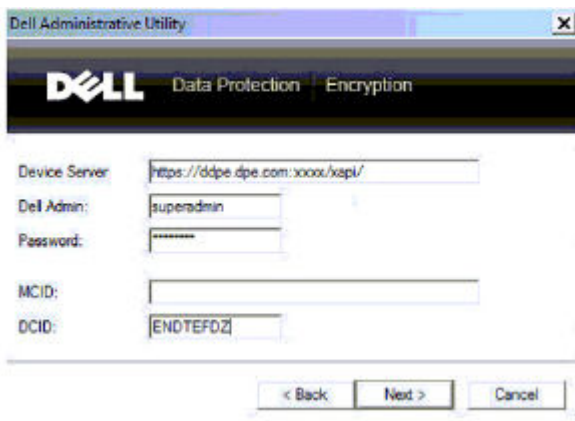 Dell Administrative Utility
DELL Data Protection | Encryption
Device Server https://ddpe.dpe.com:xxxx/xapi/
Dell Admin: superadmin
Password: ********
MCID:
DCID: ENDTEFDZ
< Back Next > Cancel